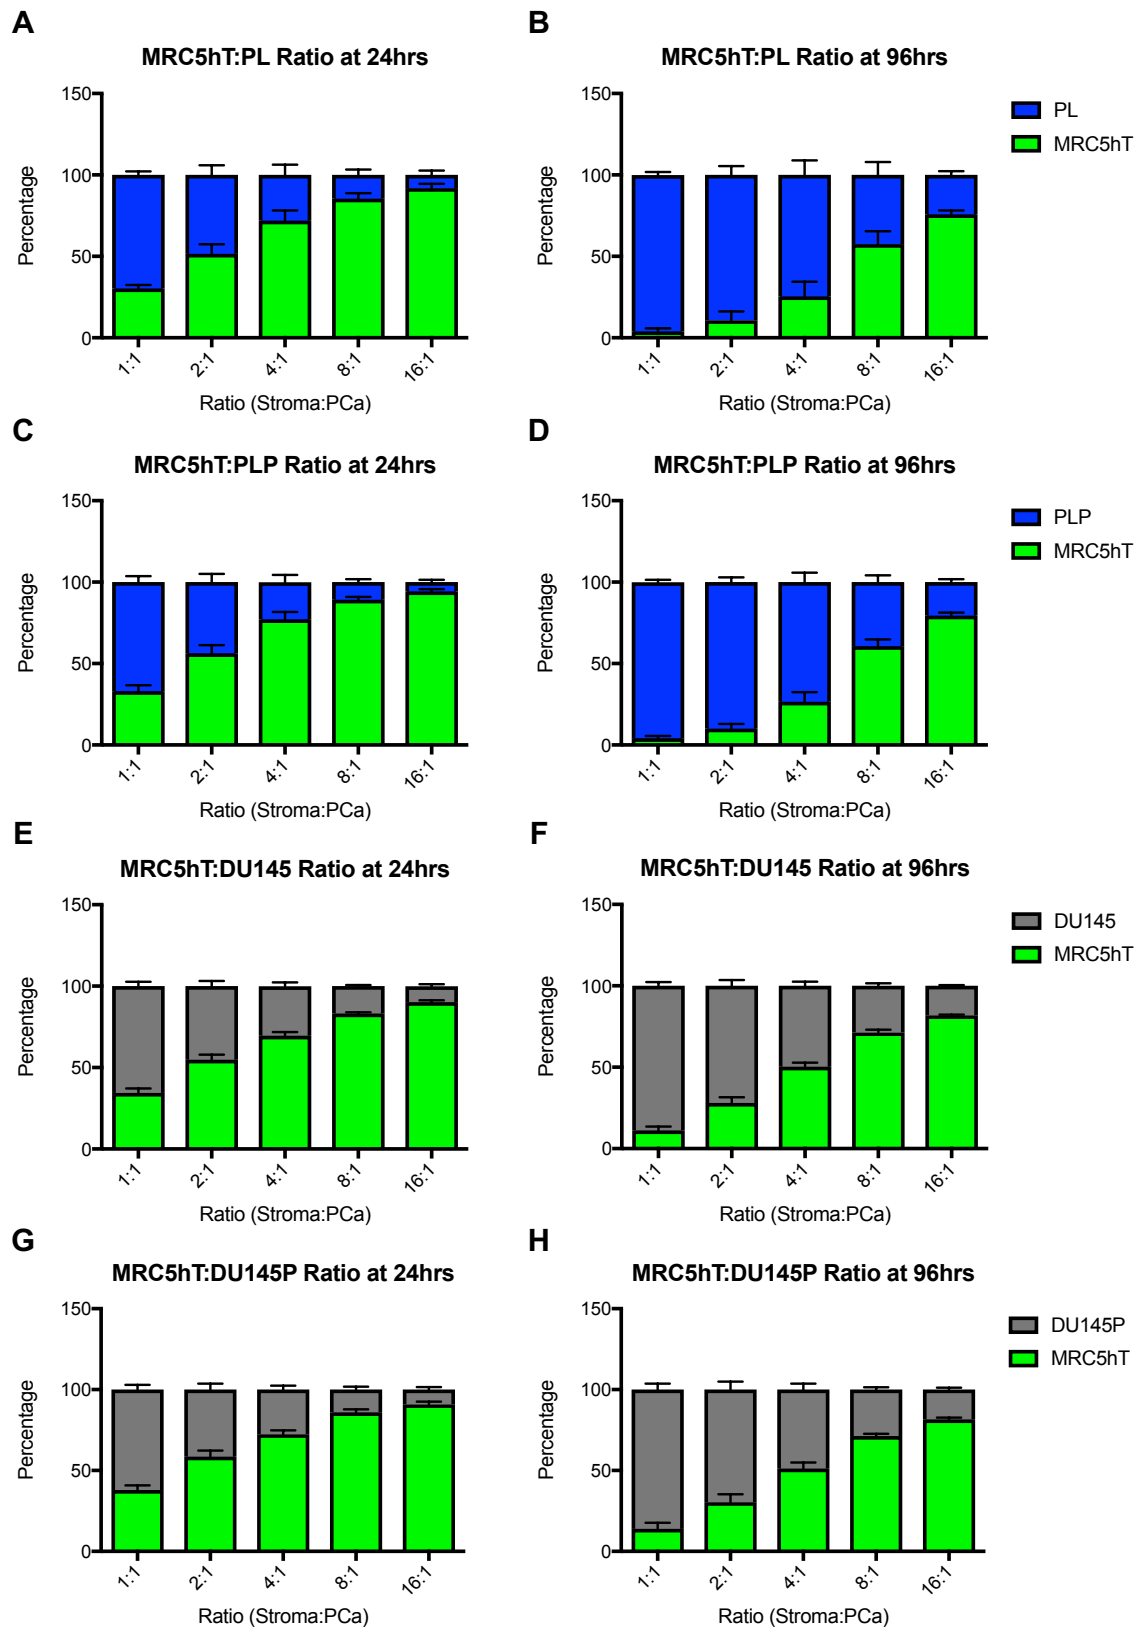 A
B
MRC5hT:PL Ratio at 24hrs
MRC5hT:PL Ratio at 96hrs
150
100
50
0
Percentage
1:1
2:1
4:1
8:1
16:1
Ratio (Stroma:PCa)
150
100
50
0
Percentage
1:1
2:1
4:1
8:1
16:1
Ratio (Stroma:PCa)
PL
MRC5hT
C
D
MRC5hT:PLP Ratio at 24hrs
MRC5hT:PLP Ratio at 96hrs
150
100
50
0
Percentage
1:1
2:1
4:1
8:1
16:1
Ratio (Stroma:PCa)
150
100
50
0
Percentage
1:1
2:1
4:1
8:1
16:1
Ratio (Stroma:PCa)
PLP
MRC5hT
E
F
MRC5hT:DU145 Ratio at 24hrs
MRC5hT:DU145 Ratio at 96hrs
150
100
50
0
Percentage
1:1
2:1
4:1
8:1
16:1
Ratio (Stroma:PCa)
150
100
50
0
Percentage
1:1
2:1
4:1
8:1
16:1
Ratio (Stroma:PCa)
DU145
MRC5hT
G
H
MRC5hT:DU145P Ratio at 24hrs
MRC5hT:DU145P Ratio at 96hrs
150
100
50
0
Percentage
1:1
2:1
4:1
8:1
16:1
Ratio (Stroma:PCa)
150
100
50
0
Percentage
1:1
2:1
4:1
8:1
16:1
Ratio (Stroma:PCa)
DU145P
MRC5hT